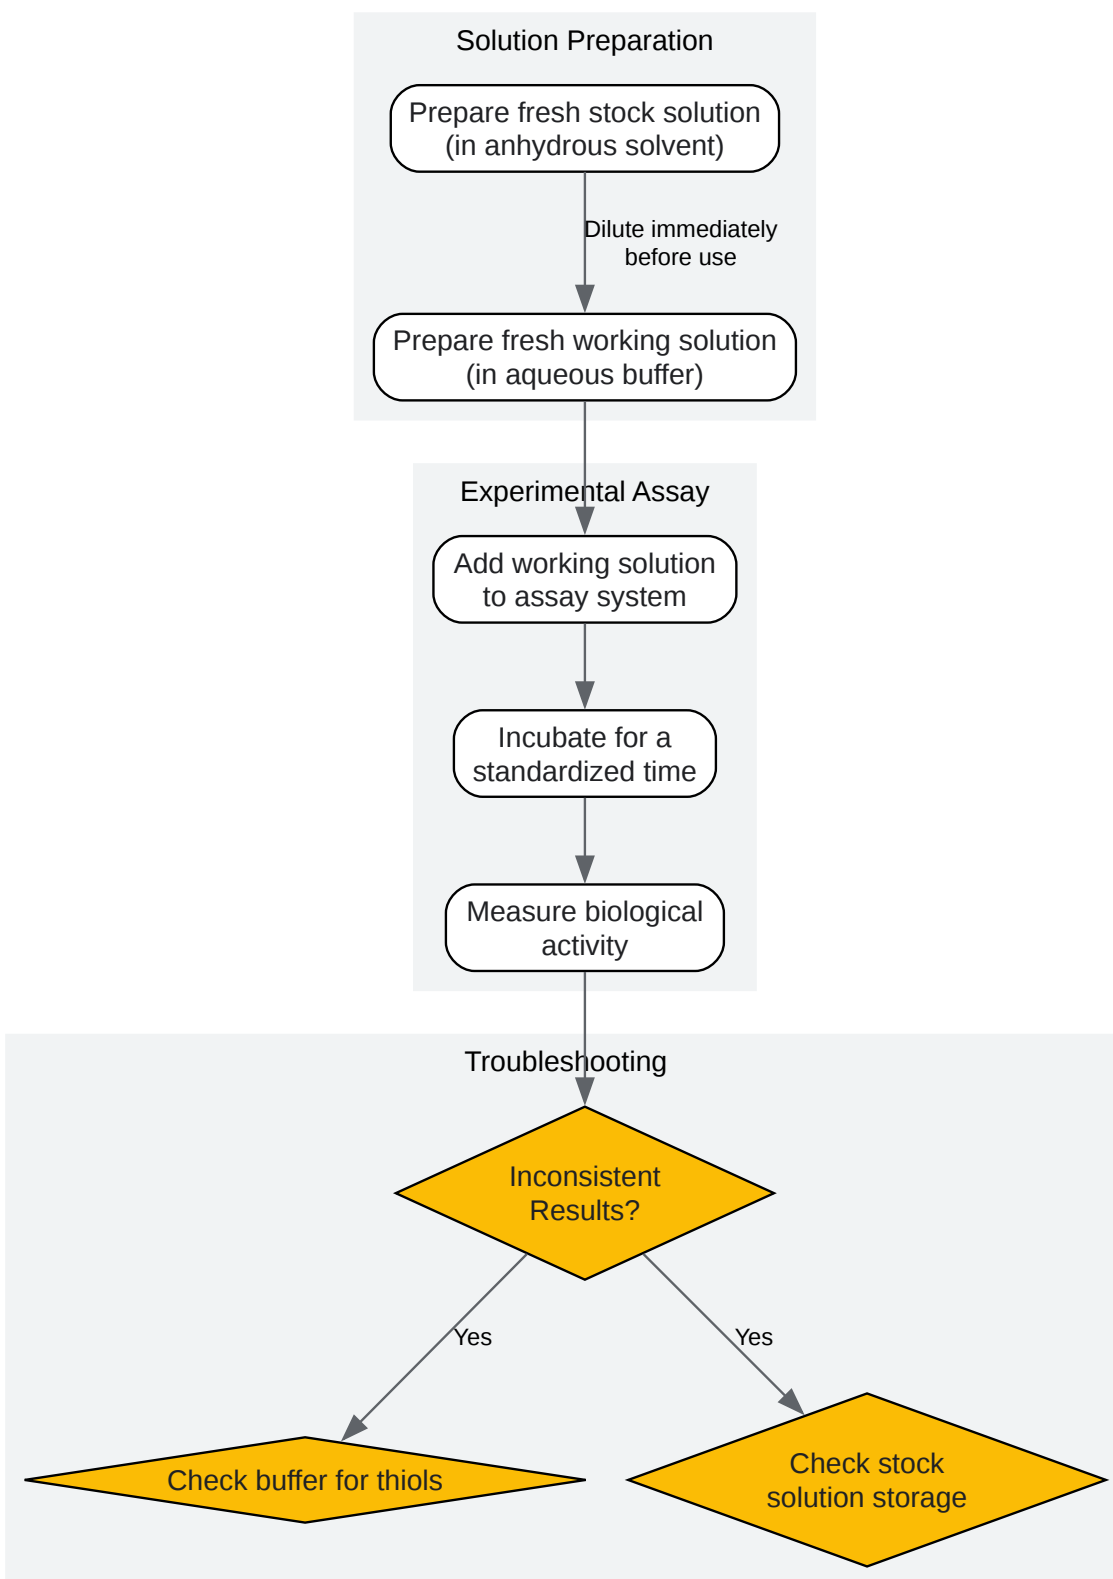 Solution Preparation
Prepare fresh stock solution
(in anhydrous solvent)
Dilute immediately
before use
Prepare fresh working solution
(in aqueous buffer)
Experimental Assay
Add working solution
to assay system
Incubate for a
standardized time
Measure biological
activity
Troubleshooting
Inconsistent
Results?
Yes
Yes
Check buffer for thiols
Check stock
solution storage